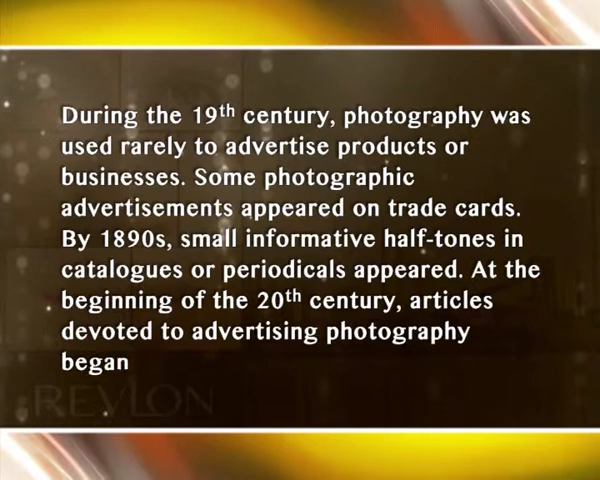 During the 19th century, photography was
used rarely to advertise products or
businesses. Some photographic
advertisements appeared on trade cards.
By 1890s, small informative half-tones in
catalogues or periodicals appeared. At the
beginning of the 20th century, articles
devoted to advertising photography
began
REVLON